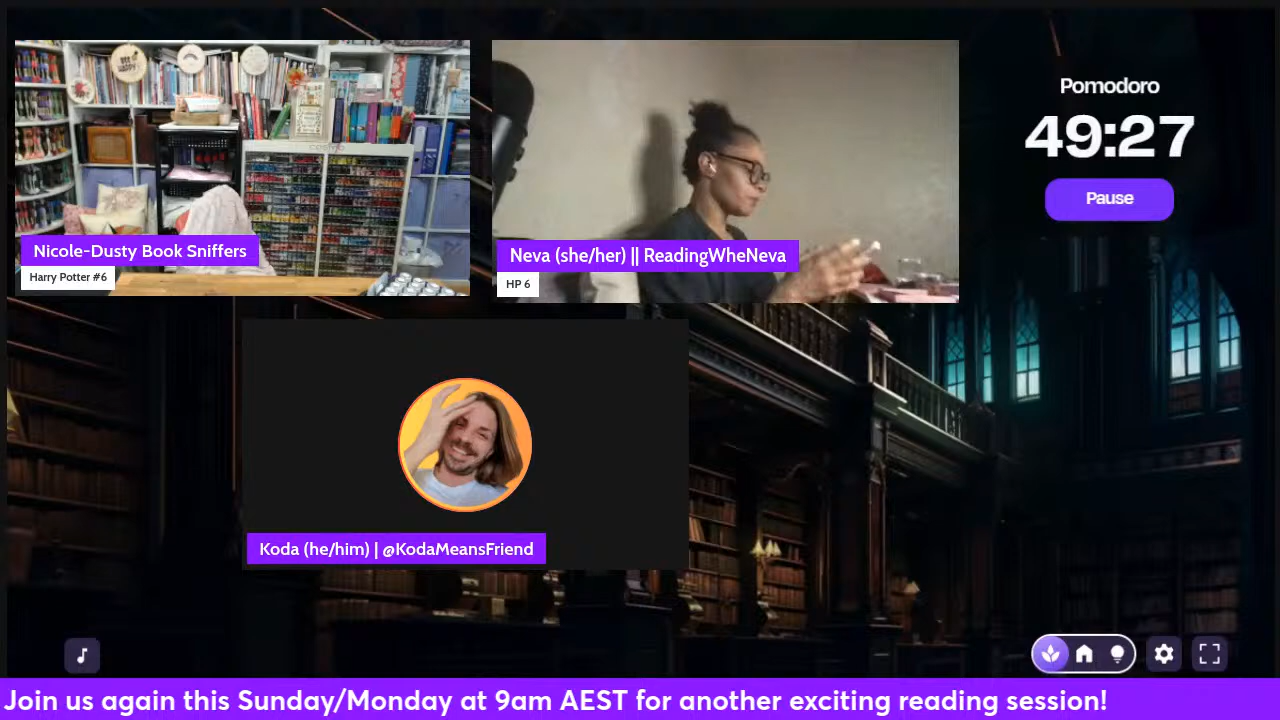 Pomodoro
49:27
Pause
Nicole-Dusty Book Sniffers
Harry Potter #6
Neva (she/her) || ReadingWheNeva
HP 6
Koda (he/him) | @KodaMeansFriend
Join us again this Sunday/Monday at 9am AEST for another exciting reading session!